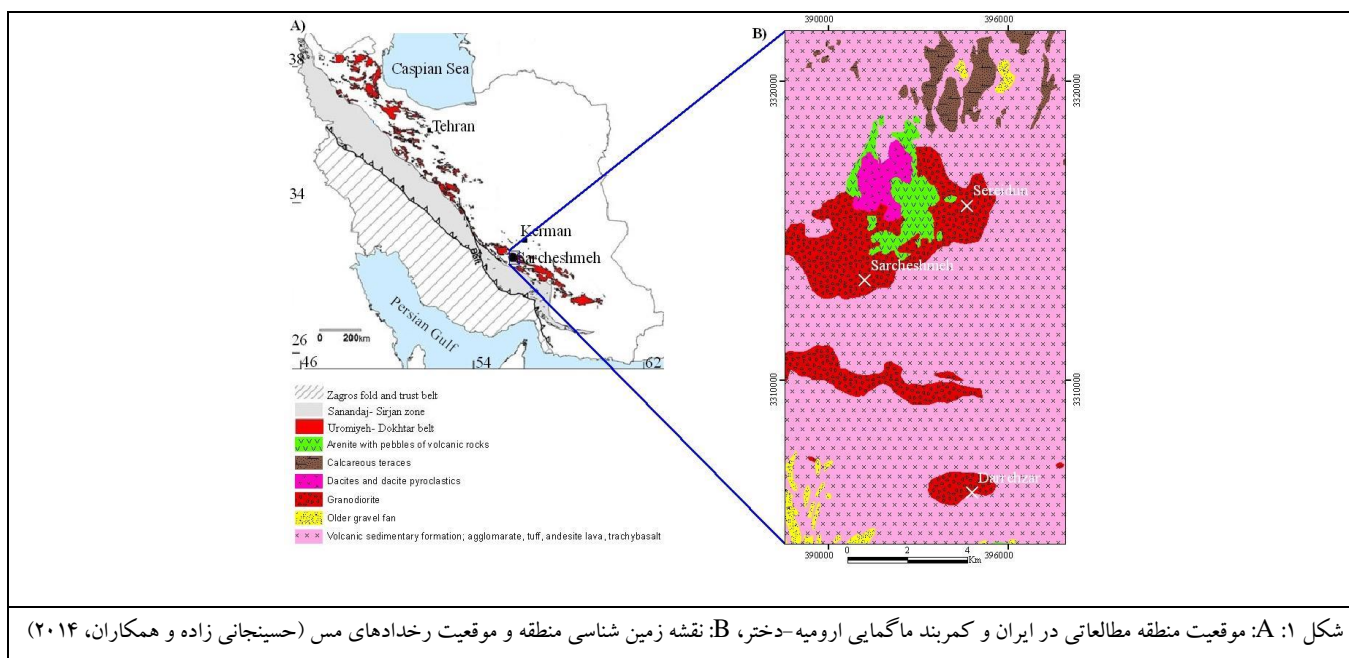 A)
38
34
26
46
54
62
Caspian Sea
Tehran
Kerman
Sarcheshmeh
Persian Gulf
0 200km
Zagros fold and trust belt
Sanandaj- Sirjan zone
Uromiyeh- Dokhtar belt
Arenite with pebbles of volcanic rocks
Calcareous teraces
Dacites and dacite pyroclastics
Granodiorite
Older gravel fan
Volcanic sedimentary formation; agglomarate, tuff, andesite lava, trachybasalt
B)
390000 396000
3320000 3320000
Sarcheshmeh
3310000 3310000
390000 396000
0 2 4
Km
شکل ۱: A: موقعیت منطقه مطالعاتی در ایران و کمربند ماگمایی ارومیه-دختر، B: نقشه زمین شناسی منطقه و موقعیت رخدادهای مس (حسینجانی زاده و همکاران، ۲۰۱۴)